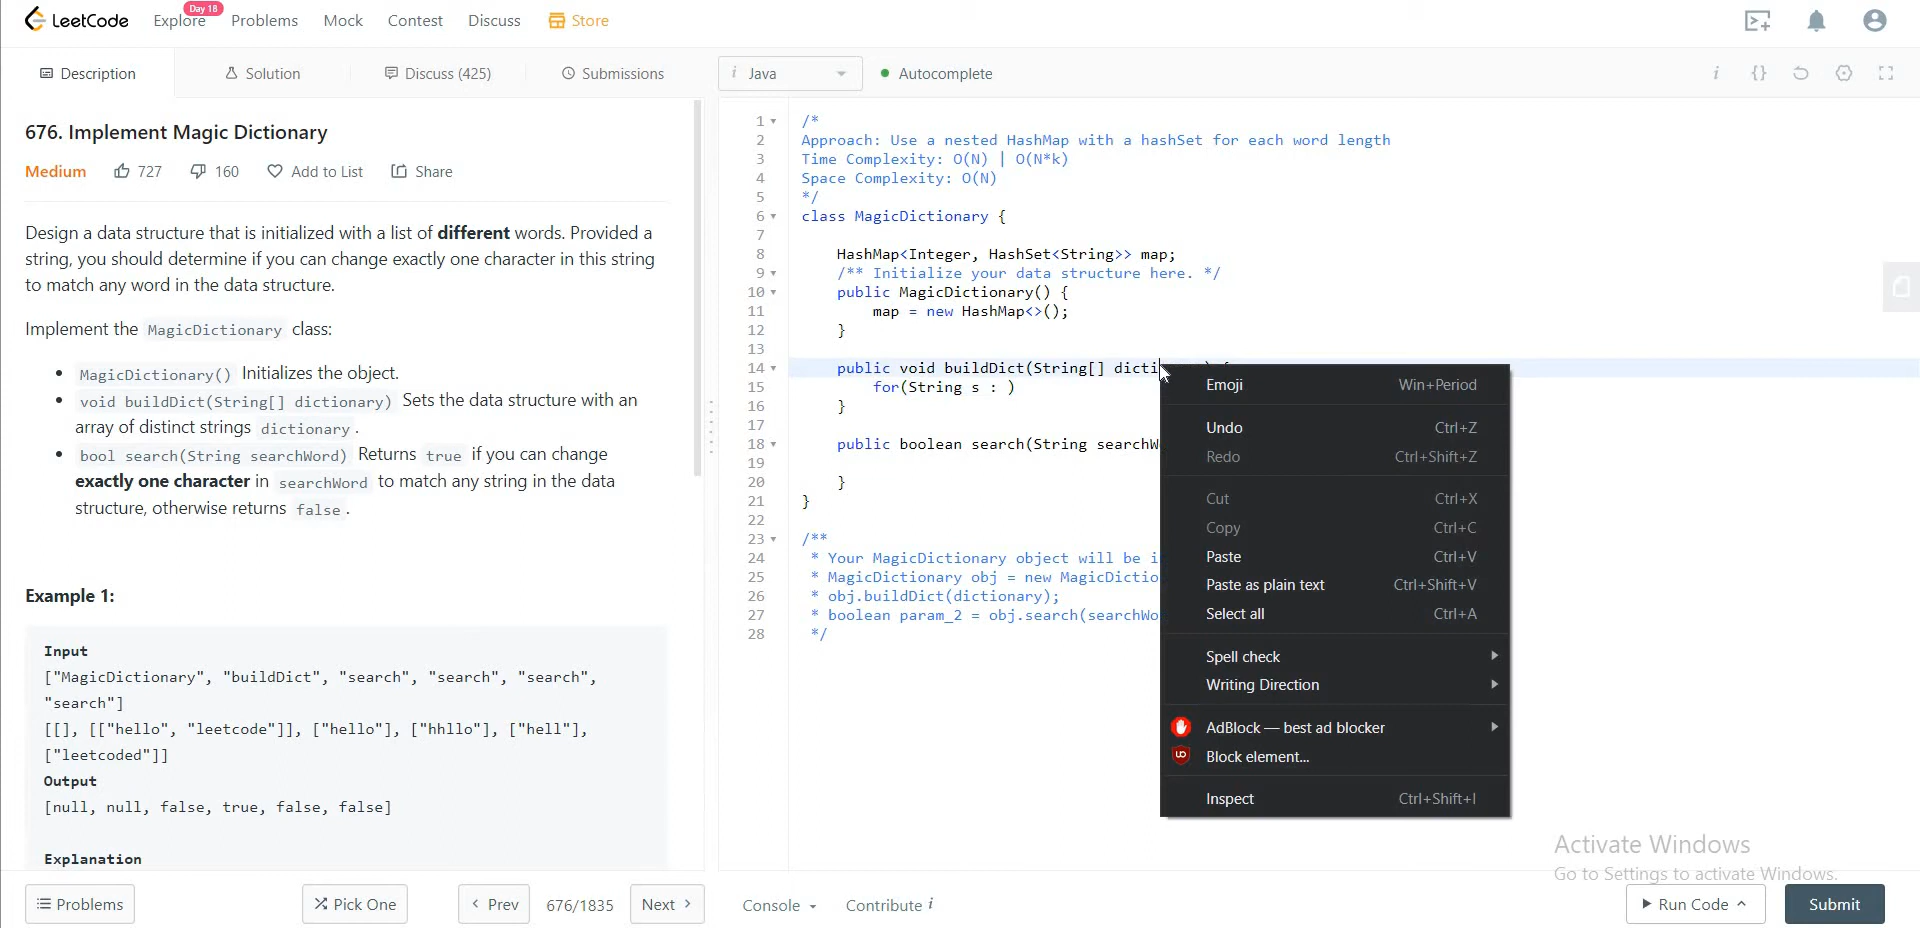 LeetCode Explore Day 18 Problems Mock Contest Discuss Store
Description Solution Discuss (425) Submissions i Java Autocomplete i {}
676. Implement Magic Dictionary
Medium 727 160 Add to List Share
Design a data structure that is initialized with a list of different words. Provided a
string, you should determine if you can change exactly one character in this string
to match any word in the data structure.
Implement the MagicDictionary class:
• MagicDictionary() Initializes the object.
• void buildDict(String[] dictionary) Sets the data structure with an
array of distinct strings dictionary.
• bool search(String searchWord) Returns true if you can change
exactly one character in searchWord to match any string in the data
structure, otherwise returns false.
Example 1:
Input
["MagicDictionary", "buildDict", "search", "search", "search",
"search"]
[[], [["hello", "leetcode"]], ["hello"], ["hhllo"], ["hell"],
["leetcoded"]]
Output
[null, null, false, true, false, false]
Explanation
1 /*
2 Approach: Use a nested HashMap with a hashSet for each word length
3 Time Complexity: O(N) | O(N*k)
4 Space Complexity: O(N)
5 */
6 class MagicDictionary {
7
8 HashMap<Integer, HashSet<String>> map;
9 /** Initialize your data structure here. */
10 public MagicDictionary() {
11 map = new HashMap<>();
12 }
13
14 public void buildDict(String[] dicti
15 for(String s : )
16 }
17
18 public boolean search(String searchW
19
20 }
21 }
22
23 /**
24 * Your MagicDictionary object will be i
25 * MagicDictionary obj = new MagicDictio
26 * obj.buildDict(dictionary);
27 * boolean param_2 = obj.search(searchWo
28 */
Emoji Win+Period
Undo Ctrl+Z
Redo Ctrl+Shift+Z
Cut Ctrl+X
Copy Ctrl+C
Paste Ctrl+V
Paste as plain text Ctrl+Shift+V
Select all Ctrl+A
Spell check
Writing Direction
AdBlock — best ad blocker
Block element...
Inspect Ctrl+Shift+I
Activate Windows
Go to Settings to activate Windows.
Problems Pick One Prev 676/1835 Next Console Contribute i Run Code Submit